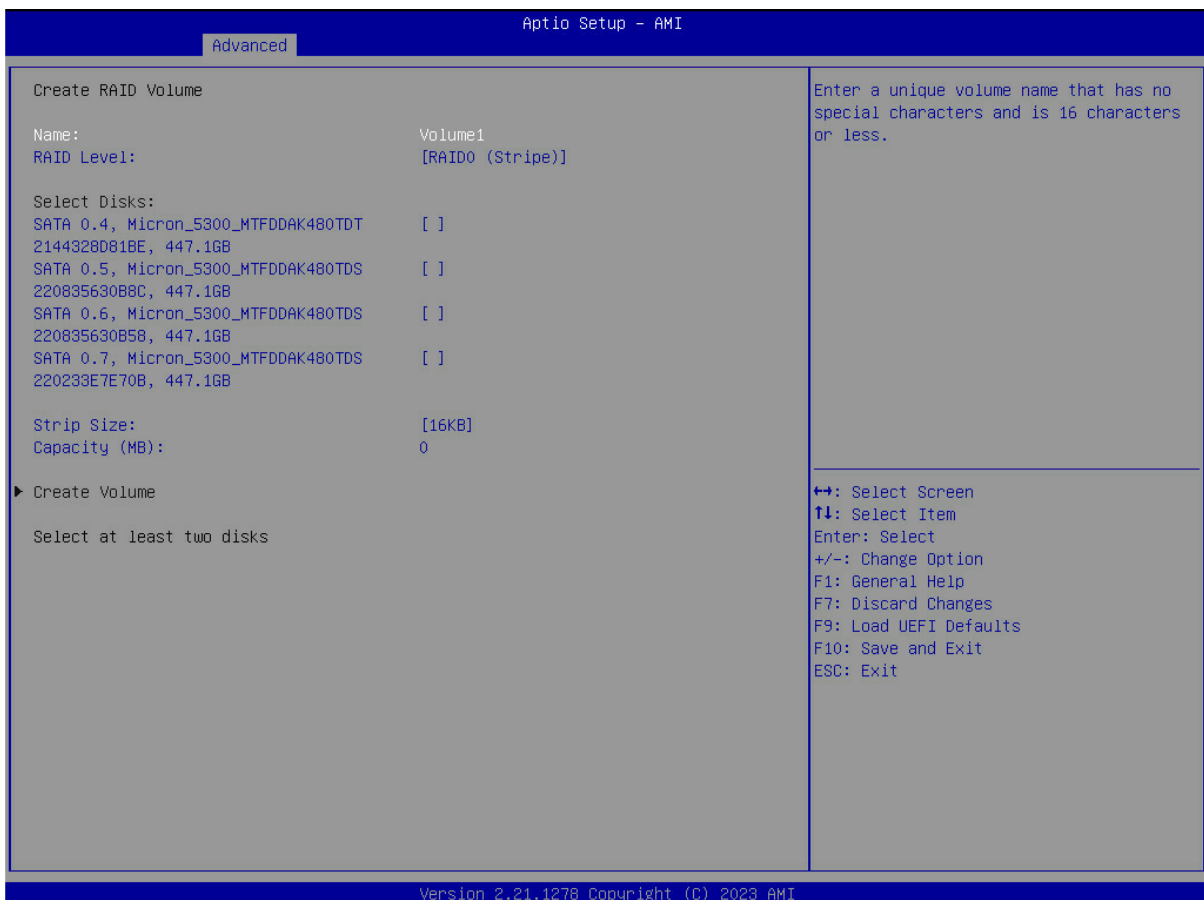 Aptio Setup – AMI
Advanced
Create RAID Volume
Name: Volume1
RAID Level: [RAID0 (Stripe)]
Select Disks:
SATA 0.4, Micron_5300_MTFDDAK480TDT [ ]
2144328D81BE, 447.1GB
SATA 0.5, Micron_5300_MTFDDAK480TDS [ ]
220835630B8C, 447.1GB
SATA 0.6, Micron_5300_MTFDDAK480TDS [ ]
220835630B58, 447.1GB
SATA 0.7, Micron_5300_MTFDDAK480TDS [ ]
220233E7E70B, 447.1GB
Strip Size: [16KB]
Capacity (MB): 0
▶ Create Volume
Select at least two disks
Enter a unique volume name that has no
special characters and is 16 characters
or less.
↔: Select Screen
↑↓: Select Item
Enter: Select
+/-: Change Option
F1: General Help
F7: Discard Changes
F9: Load UEFI Defaults
F10: Save and Exit
ESC: Exit
Version 2.21.1278 Copyright (C) 2023 AMI